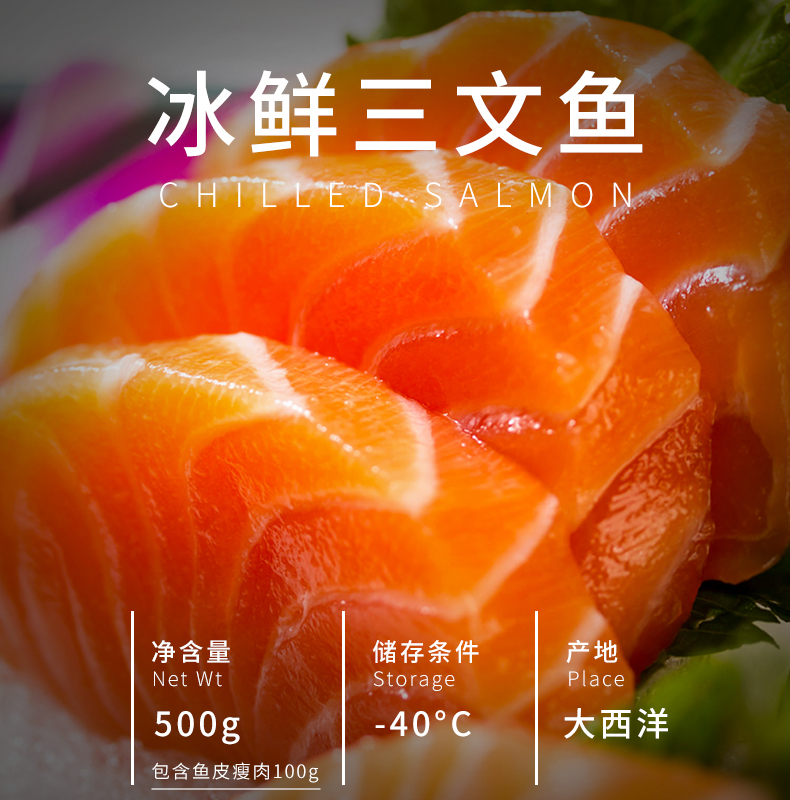 冰鲜三文鱼
CHILLED SALMON
净含量
Net Wt
500g
包含鱼皮瘦肉100g
储存条件
Storage
-40°C
产地
Place
大西洋